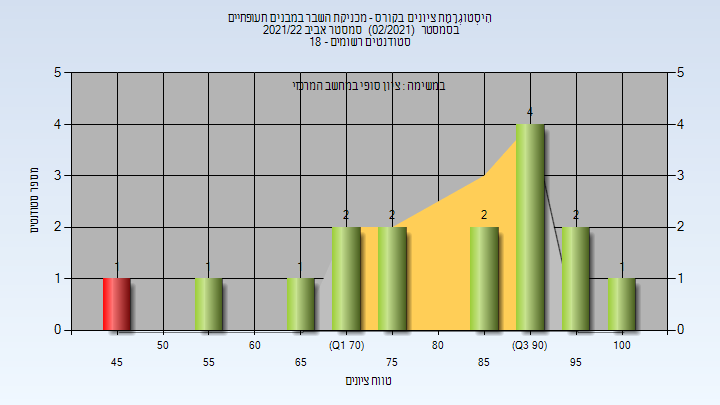 היסטוגרמת ציונים בקורס - מכניקת השבר במבנים תעופתיים
בסמסטר (02/2021) סמסטר אביב 2021/22
סטודנטים רשומים - 18
במשימה : ציון סופי במחשב המרכזי
מספר סטודנטים
5 5
4 4
3 3
2 2
1 1
0 0
1 1 1 2 2 2 4 2 1
50 60 (Q1 70) 80 (Q3 90) 100
45 55 65 75 85 95
טווח ציונים